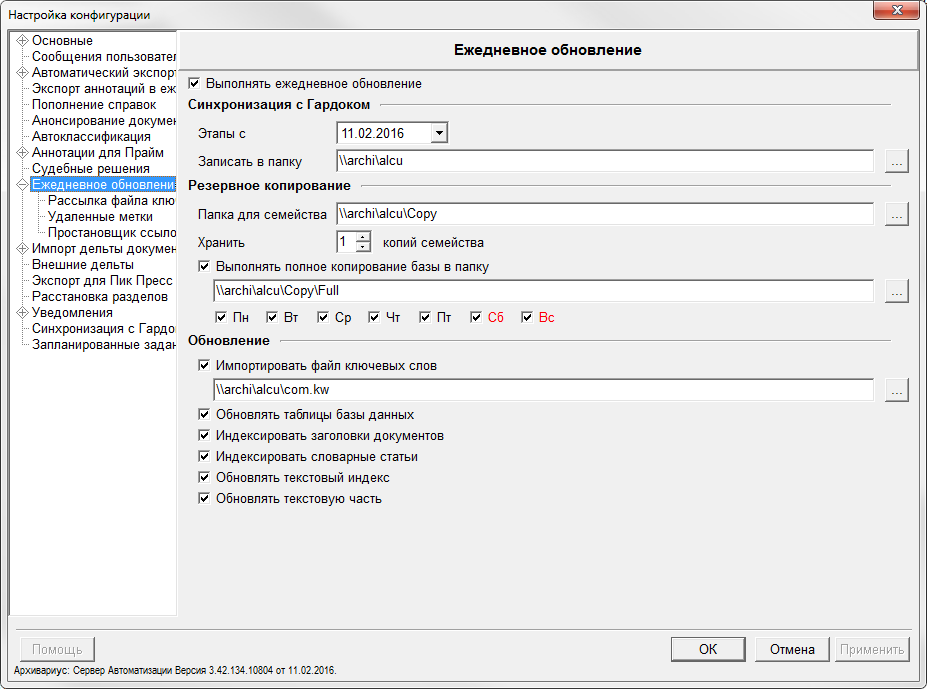 Настройка конфигурации
Основные
Сообщения пользовател
Автоматический экспорт
Экспорт аннотаций в еж
Пополнение справок
Анонсирование докумен
Автоклассификация
Аннотации для Прайм
Судебные решения
Ежедневное обновлени
Рассылка файла клю
Удаленные метки
Простановщик ссыло
Импорт дельты докумен
Внешние дельты
Экспорт для Пик Пресс
Расстановка разделов
Уведомления
Синхронизация с Гардо
Запланированные задан
Ежедневное обновление
Выполнять ежедневное обновление
Синхронизация с Гардоком
Этапы с 11.02.2016
Записать в папку \\archi\alcu ...
Резервное копирование
Папка для семейства \\archi\alcu\Copy ...
Хранить 1 копий семейства
Выполнять полное копирование базы в папку
\\archi\alcu\Copy\Full ...
Пн Вт Ср Чт Пт Сб Вс
Обновление
Импортировать файл ключевых слов
\\archi\alcu\com.kw ...
Обновлять таблицы базы данных
Индексировать заголовки документов
Индексировать словарные статьи
Обновлять текстовый индекс
Обновлять текстовую часть
Помощь OK Отмена Применить
Архивариус: Сервер Автоматизации Версия 3.42.134.10804 от 11.02.2016.